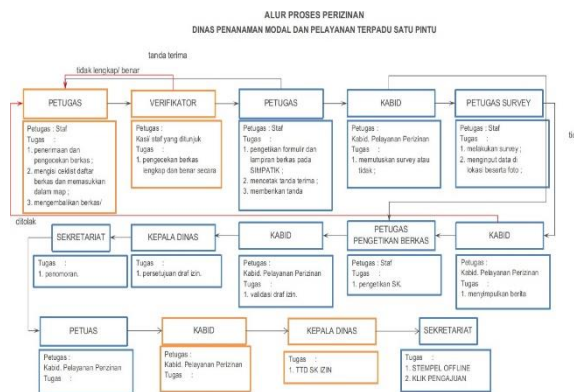 ALUR PROSES PERIZINAN
DINAS PENANAMAN MODAL DAN PELAYANAN TERPADU SATU PINTU
tanda terima
tidak lengkap/ benar
PETUGAS
Petugas : Staf
Tugas :
1. penerimaan dan
pengecekan berkas ;
2. mengisi ceklist daftar
berkas dan memasukkan
dalam map ;
3. mengembalikan berkas/
VERIFIKATOR
Petugas :
Kasi/ staf yang ditunjuk
Tugas :
1. pengecekan berkas
lengkap dan benar secara
PETUGAS
Petugas : Staf
Tugas :
1. pengetikan formulir dan
lampiran berkas pada
SIMPATIK ;
2. mencetak tanda terima ;
3. memberikan tanda
KABID
Petugas :
Kabid. Pelayanan Perizinan
Tugas :
1. memutuskan survey atau
tidak ;
PETUGAS SURVEY
Petugas : Staf
Tugas :
1. melakukan survey ;
2. menginput data di
lokasi beserta foto ;
ditolak
SEKRETARIAT
Tugas :
1. penomoran.
KEPALA DINAS
Tugas :
1. persetujuan draf izin.
KABID
Petugas :
Kabid. Pelayanan Perizinan
Tugas :
1. validasi draf izin.
PETUGAS
PENGETIKAN BERKAS
Petugas : Staf
Tugas :
1. pengetikan SK.
KABID
Petugas :
Kabid. Pelayanan Perizinan
Tugas :
1. menyimpulkan berita
PETUAS
Petugas :
Kabid. Pelayanan Perizinan
Tugas :
KABID
Petugas :
Kabid. Pelayanan Perizinan
Tugas :
KEPALA DINAS
Tugas :
1. TTD SK IZIN
SEKRETARIAT
Tugas :
1. STEMPEL OFFLINE
2. KLIK PENGAJUAN